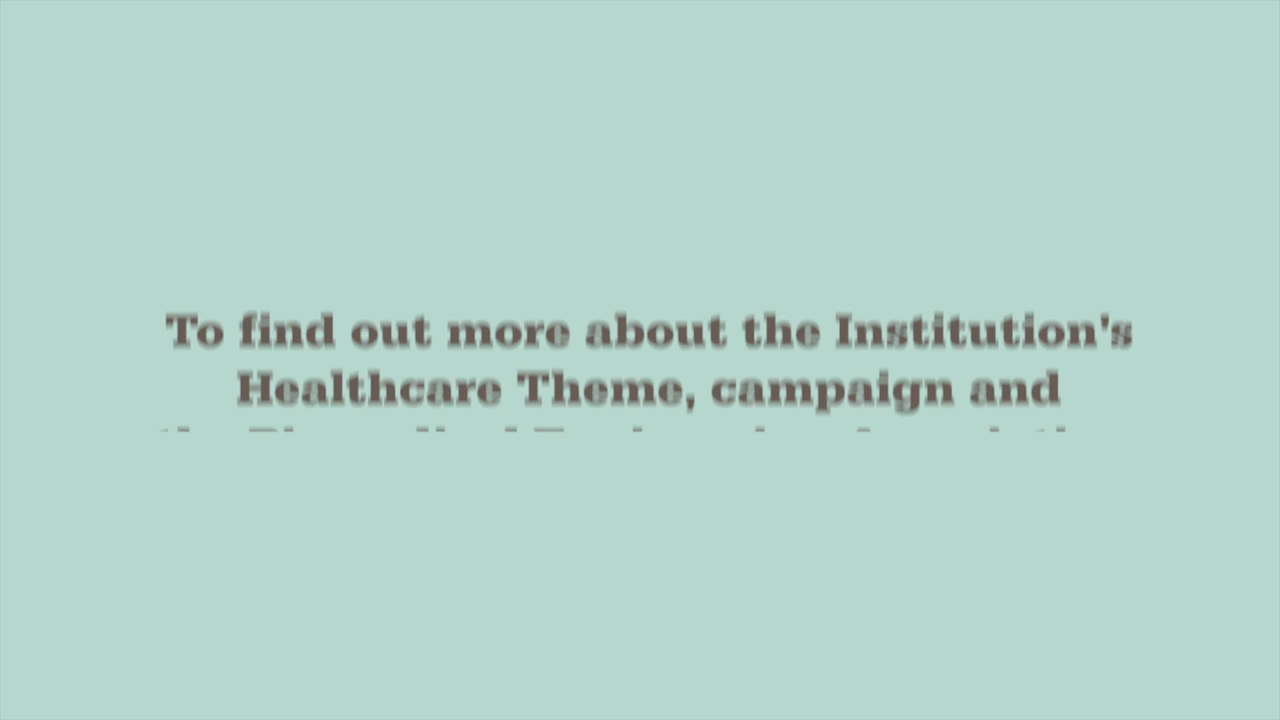 To find out more about the Institution's
Healthcare Theme, campaign and